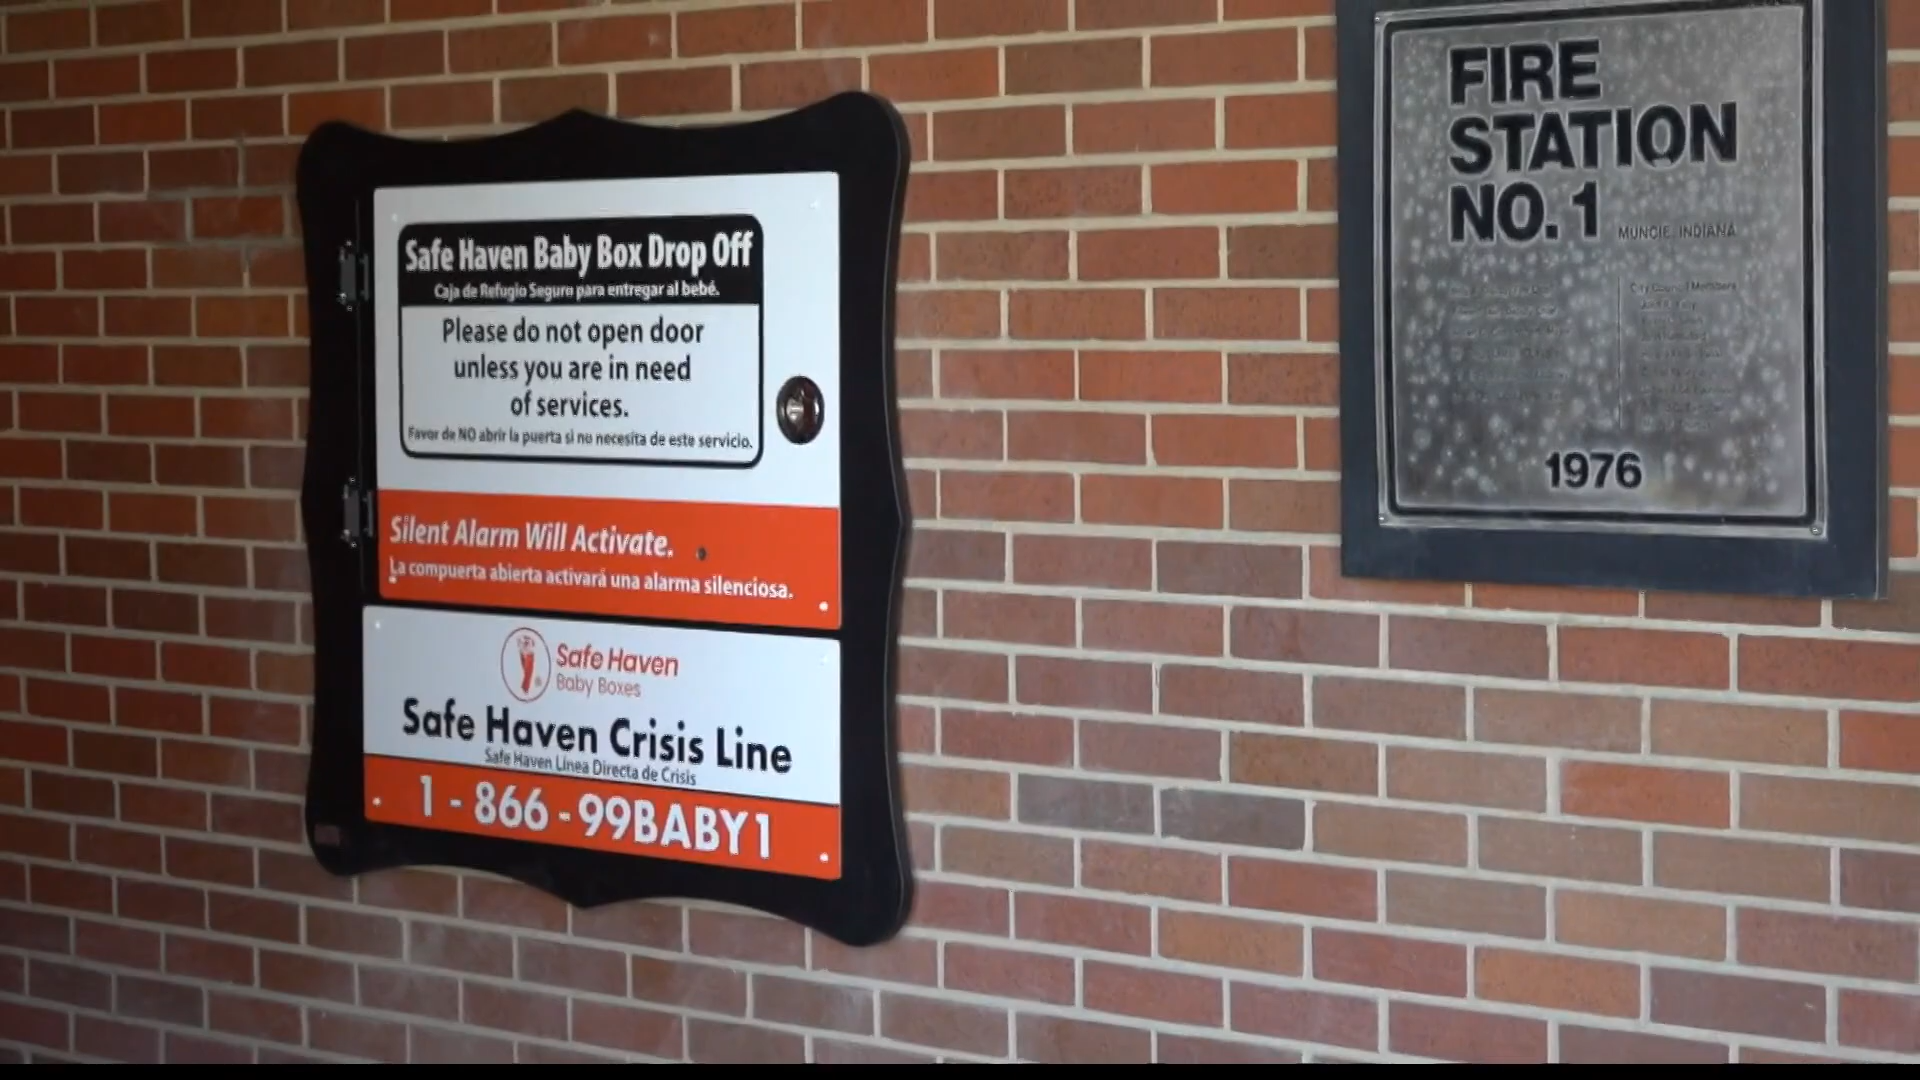 Safe Haven Baby Box Drop Off
Caja de Refugio Seguro para entregar al bebé.
Please do not open door
unless you are in need
of services.
Favor de NO abrir la puerta si no necesita de este servicio.
Silent Alarm Will Activate.
La compuerta abierta activará una alarma silenciosa.
Safe Haven
Baby Boxes
Safe Haven Crisis Line
Safe Haven Línea Directa de Crisis
1 - 866 - 99BABY1
FIRE
STATION
NO. 1 MUNCIE, INDIANA
City Council Members
1976